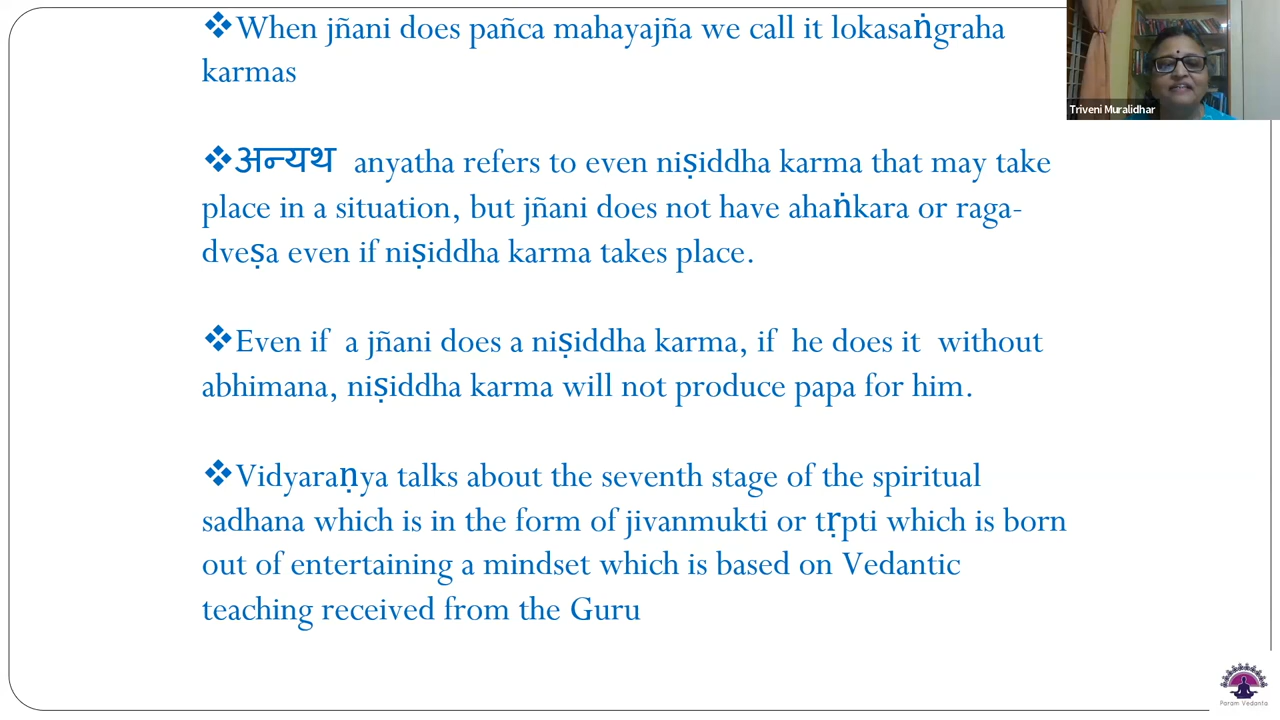 ❖When jñani does pañca mahayajña we call it lokasaṅgraha
karmas
❖अन्यथ anyatha refers to even niṣiddha karma that may take
place in a situation, but jñani does not have ahaṅkara or raga-
dveṣa even if niṣiddha karma takes place.
❖Even if a jñani does a niṣiddha karma, if he does it without
abhimana, niṣiddha karma will not produce papa for him.
❖Vidyaraṇya talks about the seventh stage of the spiritual
sadhana which is in the form of jivanmukti or tṛpti which is born
out of entertaining a mindset which is based on Vedantic
teaching received from the Guru
Triveni Muralidhar
Param Vedanta